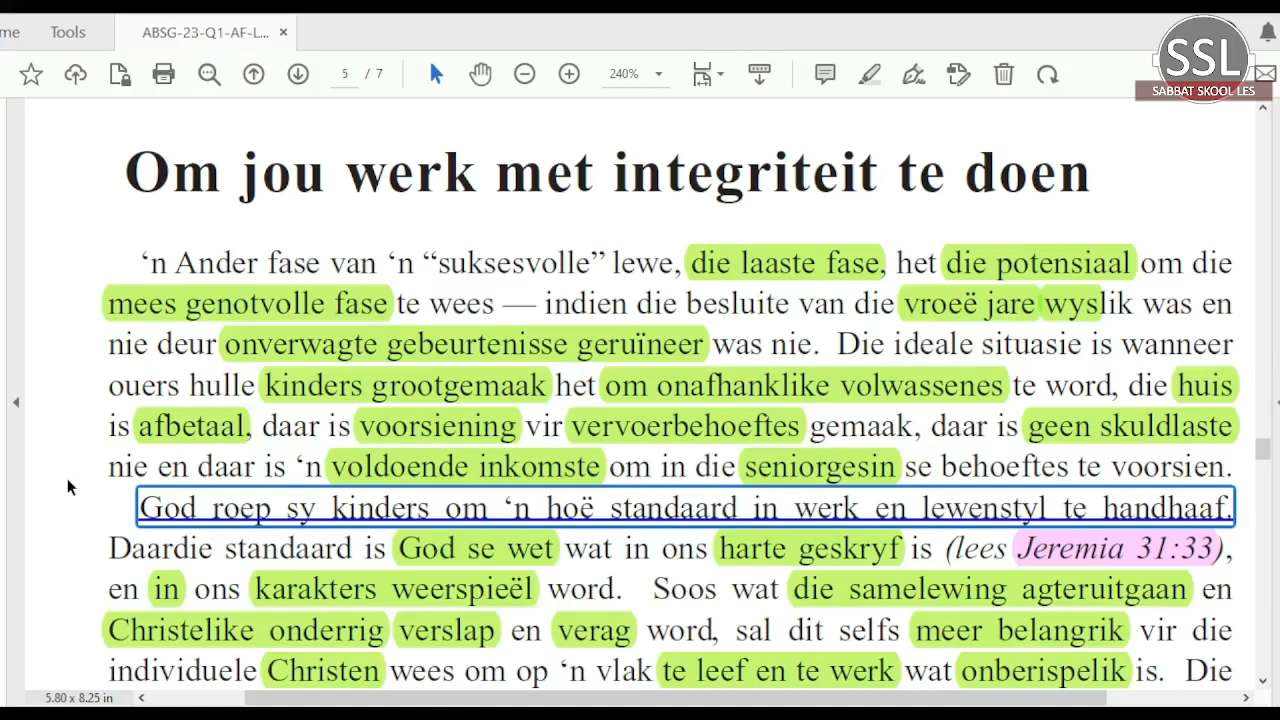 me
Tools
ABSG-23-Q1-AF-L... ×
SSL
SABBAT SKOOL LES
5 / 7
240%
Om jou werk met integriteit te doen
‘n Ander fase van ‘n “suksesvolle” lewe, die laaste fase, het die potensiaal om die
mees genotvolle fase te wees — indien die besluite van die vroeë jare wyslik was en
nie deur onverwagte gebeurtenisse geruïneer was nie. Die ideale situasie is wanneer
ouers hulle kinders grootgemaak het om onafhanklike volwassenes te word, die huis
is afbetaal, daar is voorsiening vir vervoerbehoeftes gemaak, daar is geen skuldlaste
nie en daar is ‘n voldoende inkomste om in die seniorgesin se behoeftes te voorsien.
God roep sy kinders om ‘n hoë standaard in werk en lewenstyl te handhaaf.
Daardie standaard is God se wet wat in ons harte geskryf is (lees Jeremia 31:33),
en in ons karakters weerspieël word. Soos wat die samelewing agteruitgaan en
Christelike onderrig verslap en verag word, sal dit selfs meer belangrik vir die
individuele Christen wees om op ‘n vlak te leef en te werk wat onberispelik is. Die
5.80 x 8.25 in